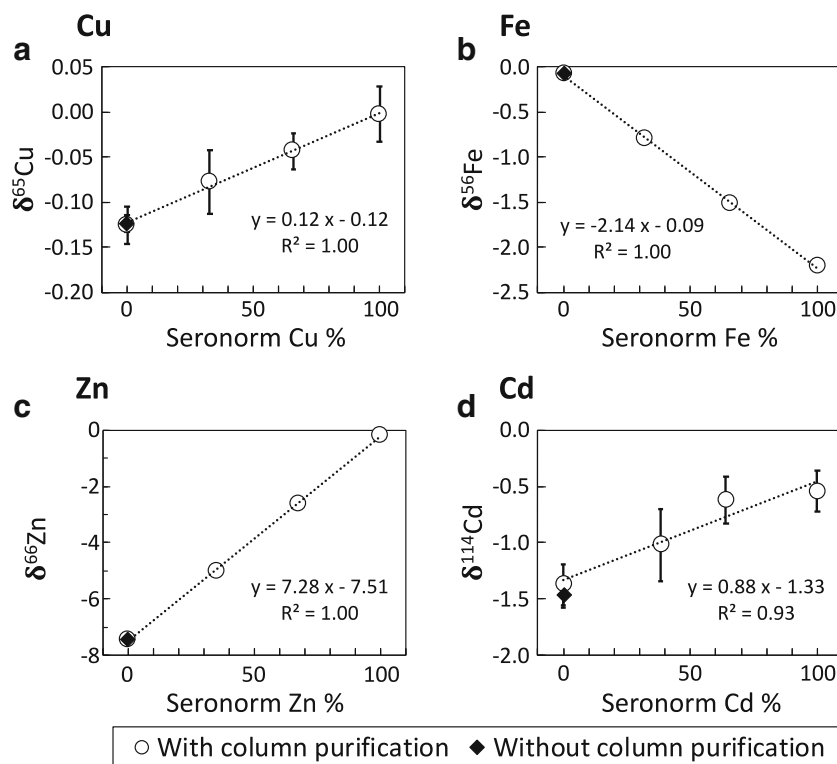 Cu
a
0.05
0.00
-0.05
-0.10
-0.15
-0.20
δ65Cu
y = 0.12 x - 0.12
R² = 1.00
0 50 100
Seronorm Cu %
Fe
b
0.0
-0.5
-1.0
-1.5
-2.0
-2.5
δ56Fe
y = -2.14 x - 0.09
R² = 1.00
0 50 100
Seronorm Fe %
Zn
c
0
-2
-4
-6
-8
δ66Zn
y = 7.28 x - 7.51
R² = 1.00
0 50 100
Seronorm Zn %
Cd
d
0.0
-0.5
-1.0
-1.5
-2.0
δ114Cd
y = 0.88 x - 1.33
R² = 0.93
0 50 100
Seronorm Cd %
With column purification Without column purification